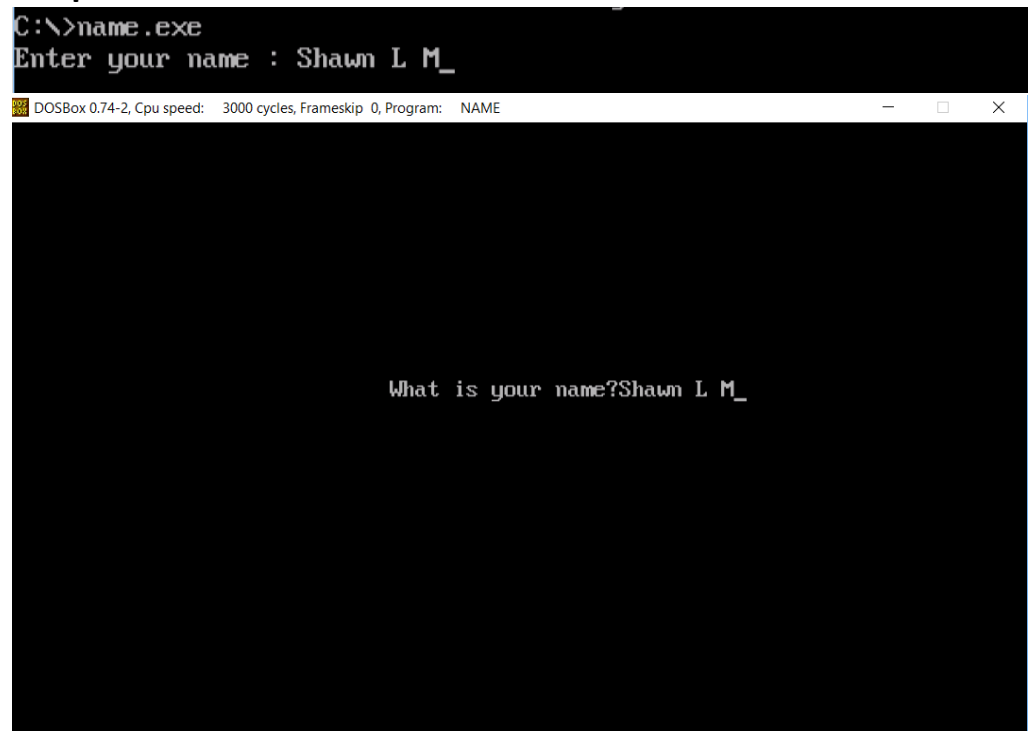 C:\>name.exe
Enter your name : Shawn L M_
DOSBox 0.74-2, Cpu speed: 3000 cycles, Frameskip 0, Program: NAME
What is your name?Shawn L M_